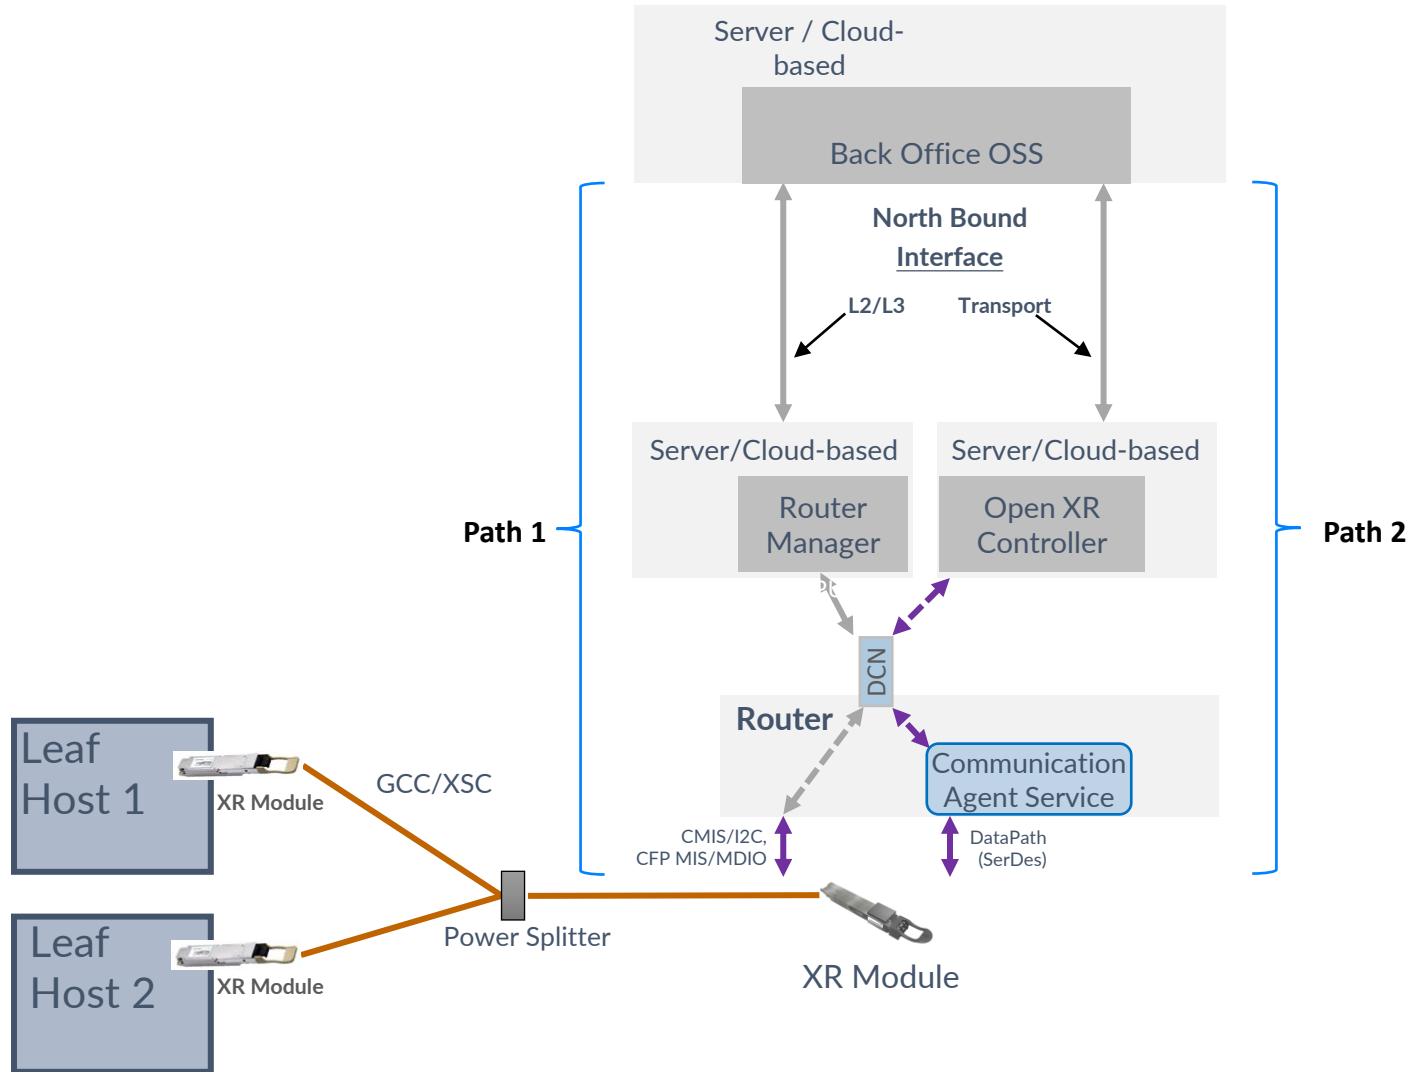 Server / Cloud-
based
Back Office OSS
North Bound
Interface
L2/L3
Transport
Server/Cloud-based
Router
Manager
Server/Cloud-based
Open XR
Controller
Path 1
Path 2
DCN
Router
Communication
Agent Service
CMIS/I2C,
CFP MIS/MDIO
DataPath
(SerDes)
Leaf
Host 1
XR Module
GCC/XSC
Power Splitter
Leaf
Host 2
XR Module
XR Module